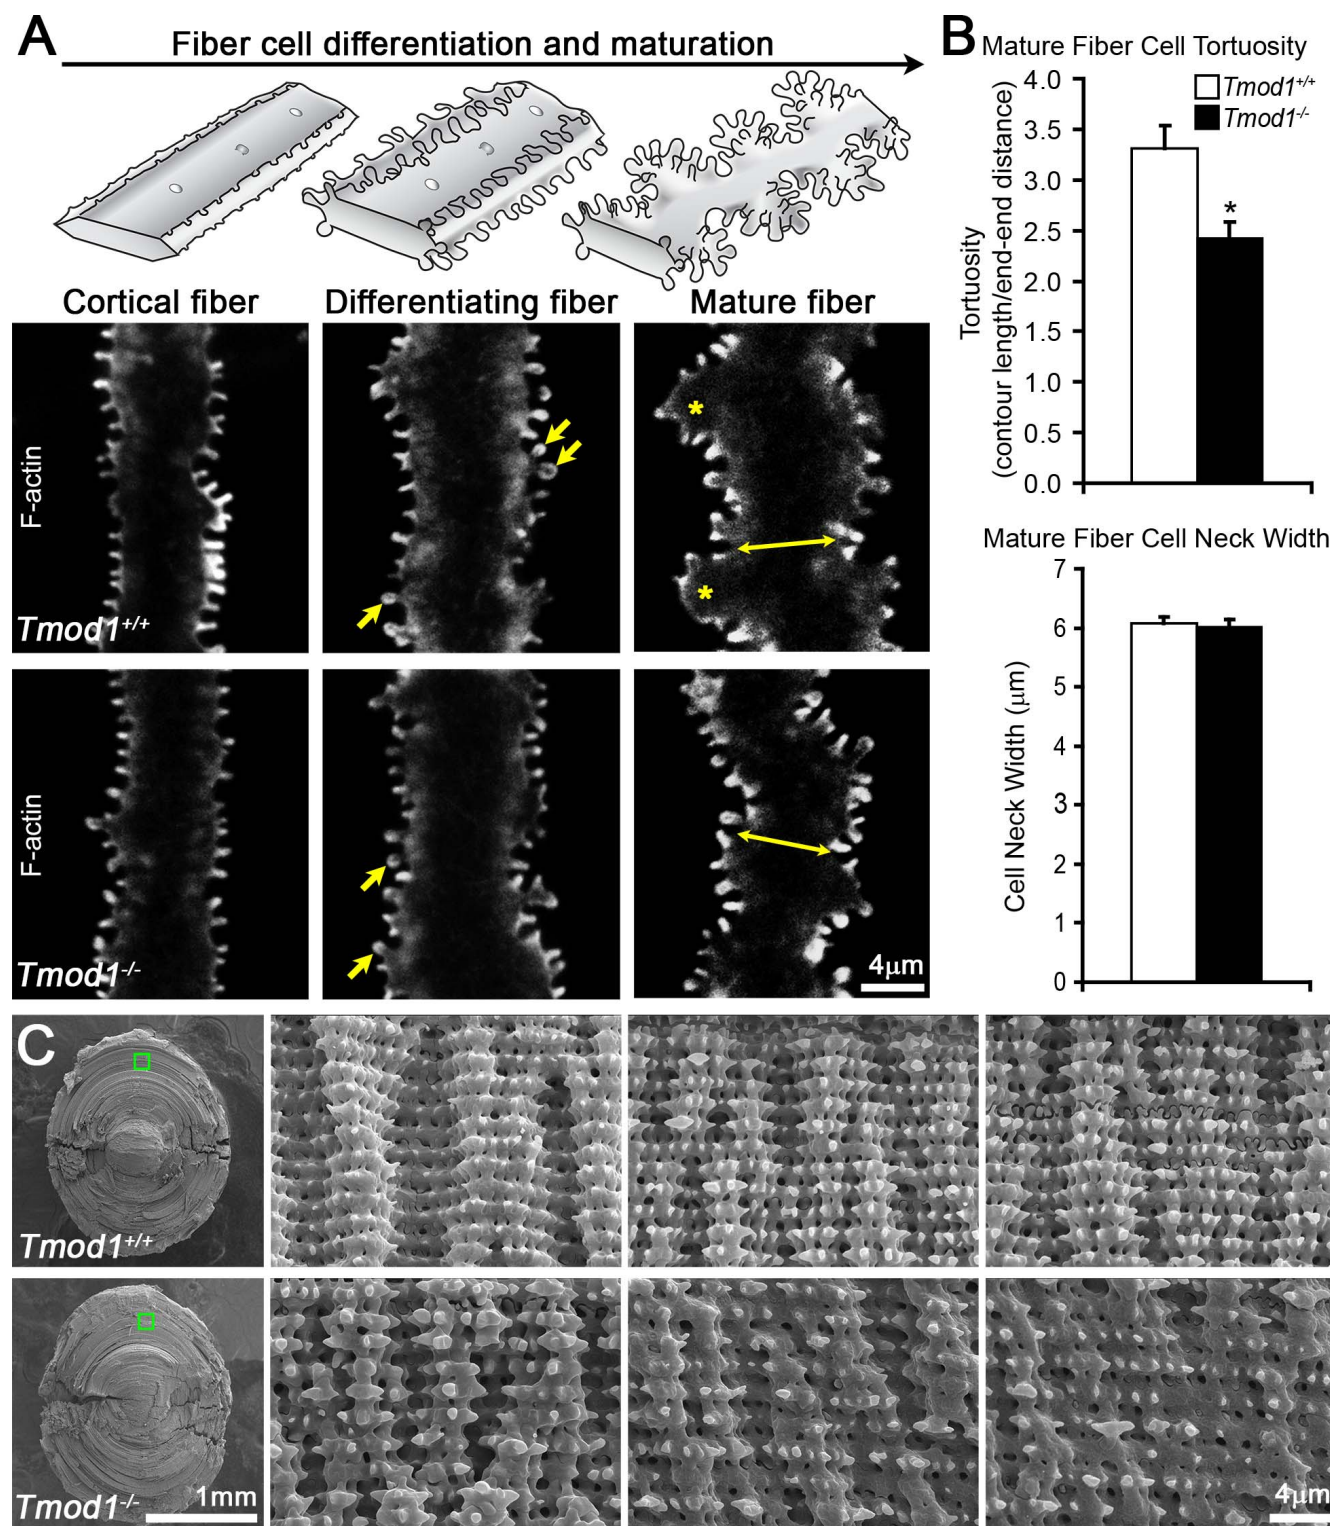 A
Fiber cell differentiation and maturation
Cortical fiber
Differentiating fiber
Mature fiber
F-actin
Tmod1+/+
*
*
F-actin
Tmod1-/-
4µm
B
Mature Fiber Cell Tortuosity
Tmod1+/+
Tmod1-/-
Tortuosity
(contour length/end-end distance)
4.0
3.5
3.0
2.5
2.0
1.5
1.0
0.5
0.0
*
Mature Fiber Cell Neck Width
Cell Neck Width (µm)
7
6
5
4
3
2
1
0
C
Tmod1+/+
Tmod1-/-
1mm
4µm